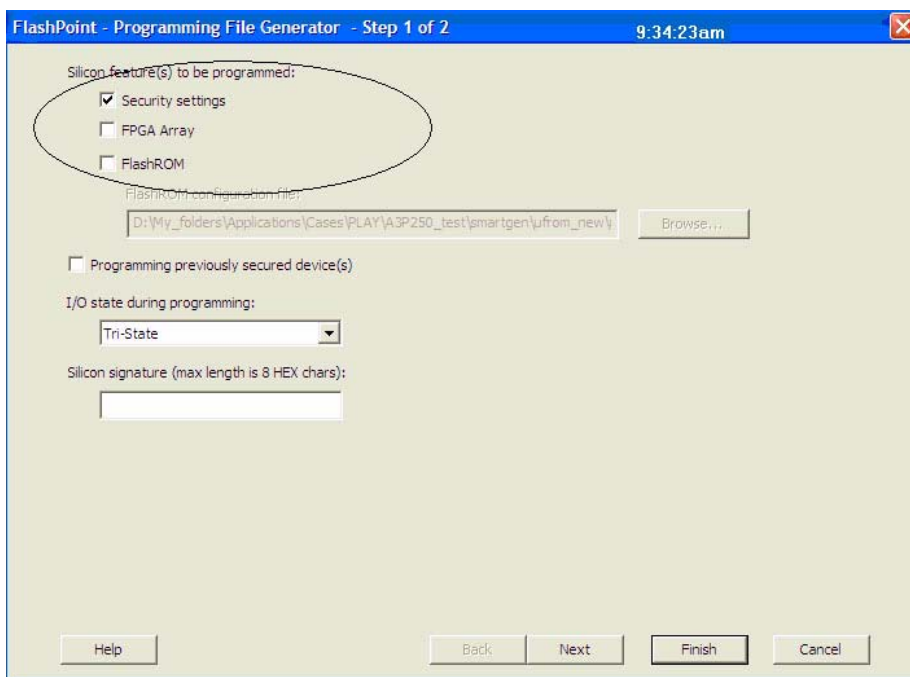 FlashPoint - Programming File Generator - Step 1 of 2 9:34:23am
Silicon feature(s) to be programmed:
Security settings
FPGA Array
FlashROM
FlashROM configuration file:
D:\My_folders\Applications\Cases\PLAY\A3P250_test\smartgen\ufrom_new\
Browse...
Programming previously secured device(s)
I/O state during programming:
Tri-State
Silicon signature (max length is 8 HEX chars):
Help Back Next Finish Cancel